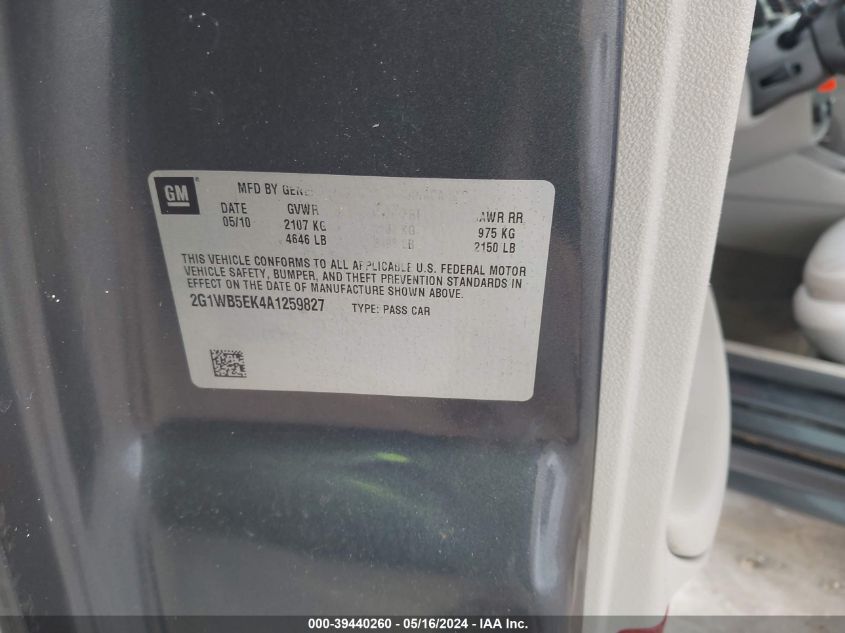 GM
MFD BY
DATE GVWR AWR RR
05/10 2107 KG KG 975 KG
4646 LB LB 2150 LB
THIS VEHICLE CONFORMS TO ALL APPLICABLE U.S. FEDERAL MOTOR
VEHICLE SAFETY, BUMPER, AND THEFT PREVENTION STANDARDS IN
EFFECT ON THE DATE OF MANUFACTURE SHOWN ABOVE.
2G1WB5EK4A1259827 TYPE: PASS CAR
000-39440260 - 05/16/2024 - IAA Inc.